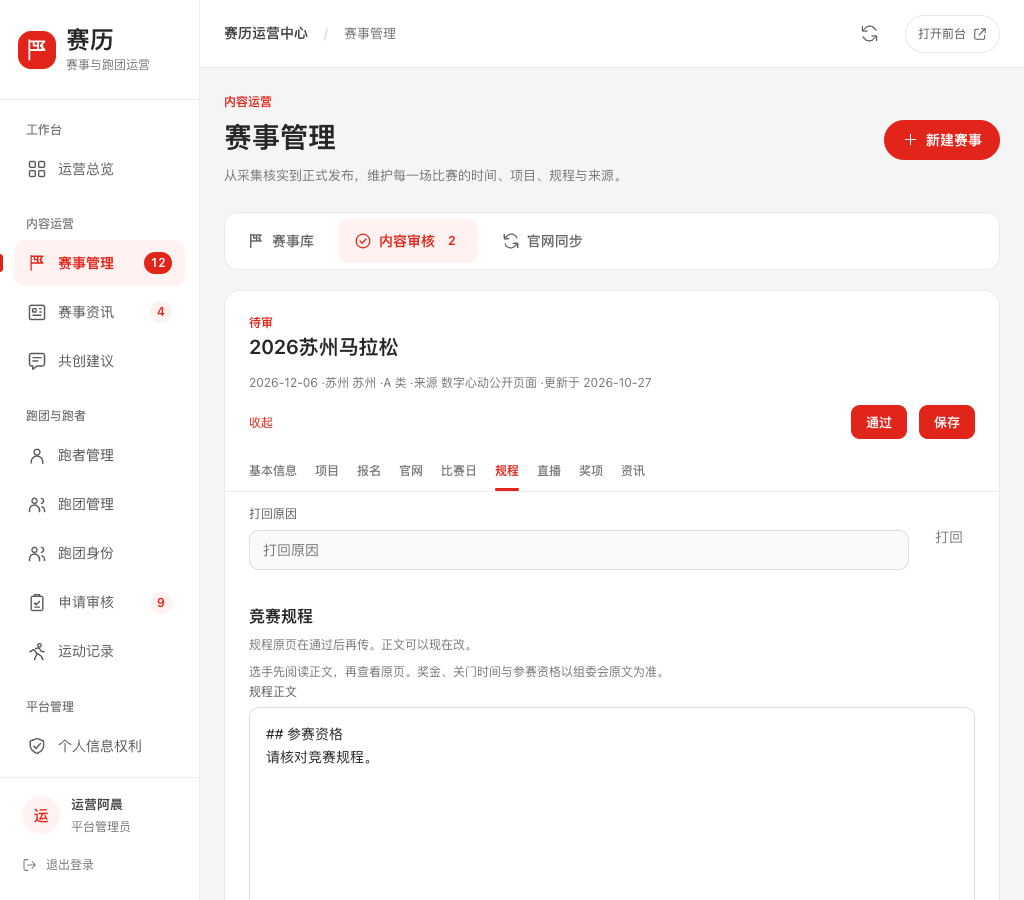 赛历
赛事与跑团运营
工作台
运营总览
内容运营
赛事管理 12
赛事资讯 4
共创建议
跑团与跑者
跑者管理
跑团管理
跑团身份
申请审核 9
运动记录
平台管理
个人信息权利
运
运营阿晨
平台管理员
退出登录
赛历运营中心 / 赛事管理
打开前台
内容运营
赛事管理
从采集核实到正式发布，维护每一场比赛的时间、项目、规程与来源。
新建赛事
赛事库 内容审核 2 官网同步
待审
2026苏州马拉松
2026-12-06 ·苏州 苏州 ·A 类 ·来源 数字心动公开页面 ·更新于 2026-10-27
收起
通过 保存
基本信息 项目 报名 官网 比赛日 规程 直播 奖项 资讯
打回原因
打回原因
打回
竞赛规程
规程原页在通过后再传。正文可以现在改。
选手先阅读正文，再查看原页。奖金、关门时间与参赛资格以组委会原文为准。
规程正文
## 参赛资格
请核对竞赛规程。